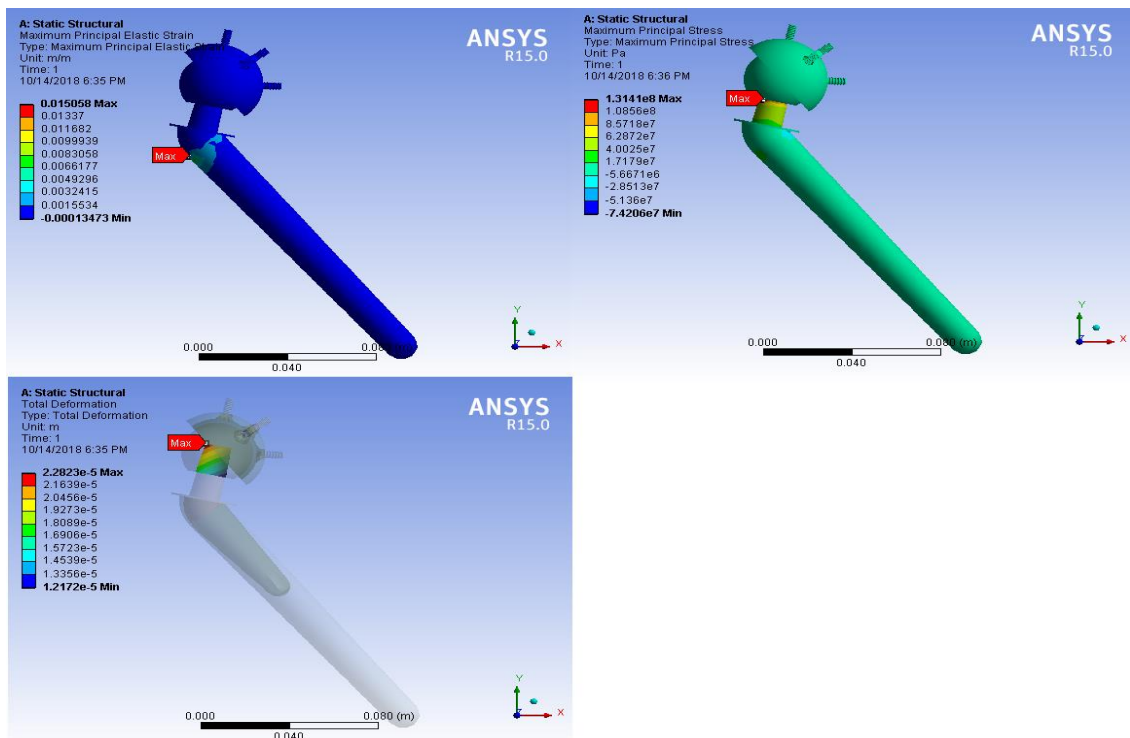 A: Static Structural
Maximum Principal Elastic Strain
Type: Maximum Principal Elastic Strain
Unit: m/m
Time: 1
10/14/2018 6:35 PM
ANSYS
R15.0
0.015058 Max
0.01337
0.011682
0.0099939
0.0083058
0.0066177
0.0049296
0.0032415
0.0015534
-0.00013473 Min
Max
0.000
0.080 (m)
0.040
Y
X
A: Static Structural
Maximum Principal Stress
Type: Maximum Principal Stress
Unit: Pa
Time: 1
10/14/2018 6:36 PM
ANSYS
R15.0
1.3141e8 Max
1.0856e8
8.5718e7
6.2872e7
4.0025e7
1.7179e7
-5.6671e6
-2.8513e7
-5.136e7
-7.4206e7 Min
Max
0.000
0.080 (m)
0.040
Y
X
A: Static Structural
Total Deformation
Type: Total Deformation
Unit: m
Time: 1
10/14/2018 6:35 PM
ANSYS
R15.0
2.2823e-5 Max
2.1639e-5
2.0456e-5
1.9273e-5
1.8089e-5
1.6906e-5
1.5723e-5
1.4539e-5
1.3356e-5
1.2172e-5 Min
Max
0.000
0.080 (m)
0.040
Y
X